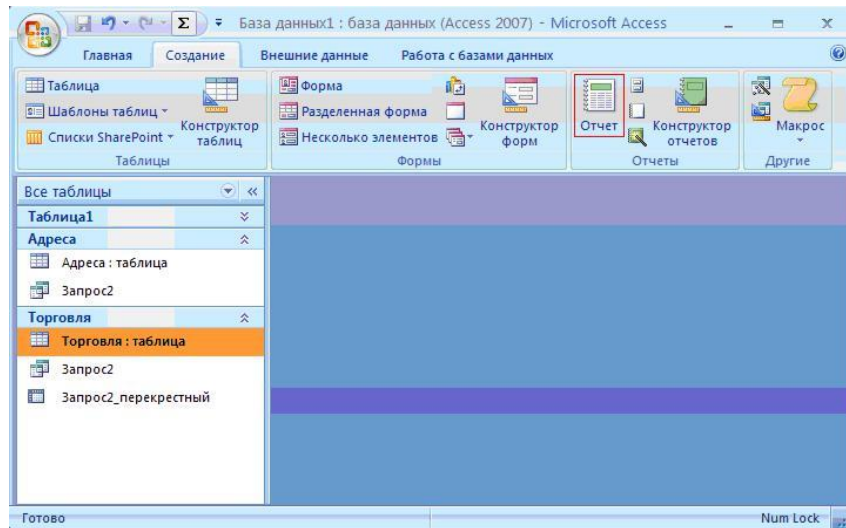 Σ База данных1 : база данных (Access 2007) - Microsoft Access
Главная Создание Внешние данные Работа с базами данных
Таблица
Шаблоны таблиц
Списки SharePoint
Конструктор
таблиц
Таблицы
Форма
Разделенная форма
Несколько элементов
Конструктор
форм
Формы
Отчет
Конструктор
отчетов
Отчеты
Макрос
Другие
Все таблицы
Таблица1
Адреса
Адреса : таблица
Запрос2
Торговля
Торговля : таблица
Запрос2
Запрос2_перекрестный
Готово
Num Lock